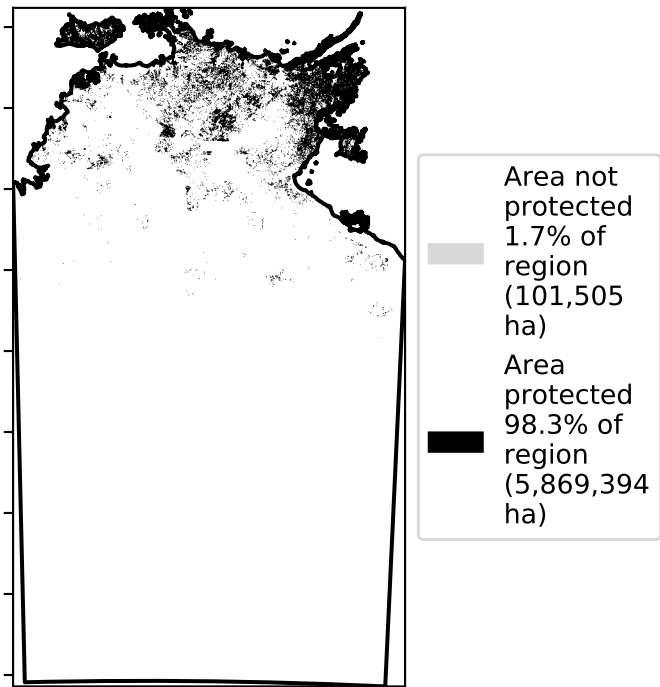 Area not
protected
1.7% of
region
(101,505
ha)
Area
protected
98.3% of
region
(5,869,394
ha)